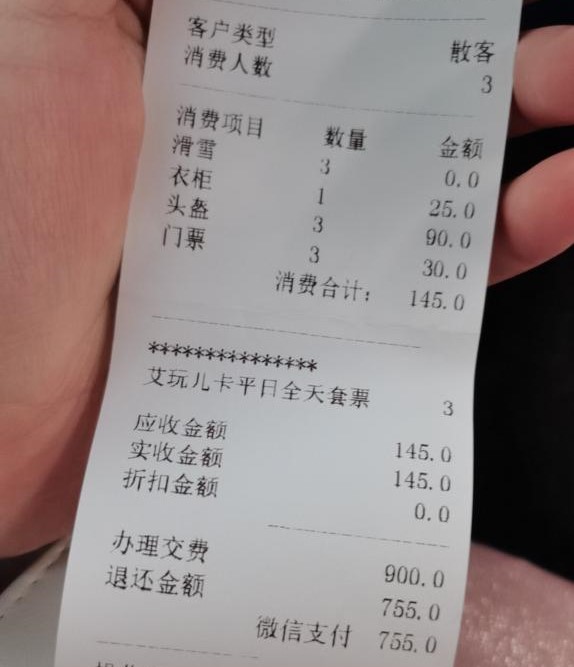 客户类型 散客
消费人数 3
消费项目 数量 金额
滑雪 3 0.0
衣柜 1 25.0
头盔 3 90.0
门票 3 30.0
消费合计: 145.0
***************
艾玩儿卡平日全天套票 3
应收金额 145.0
实收金额 145.0
折扣金额 0.0
办理交费 900.0
退还金额 755.0
微信支付 755.0